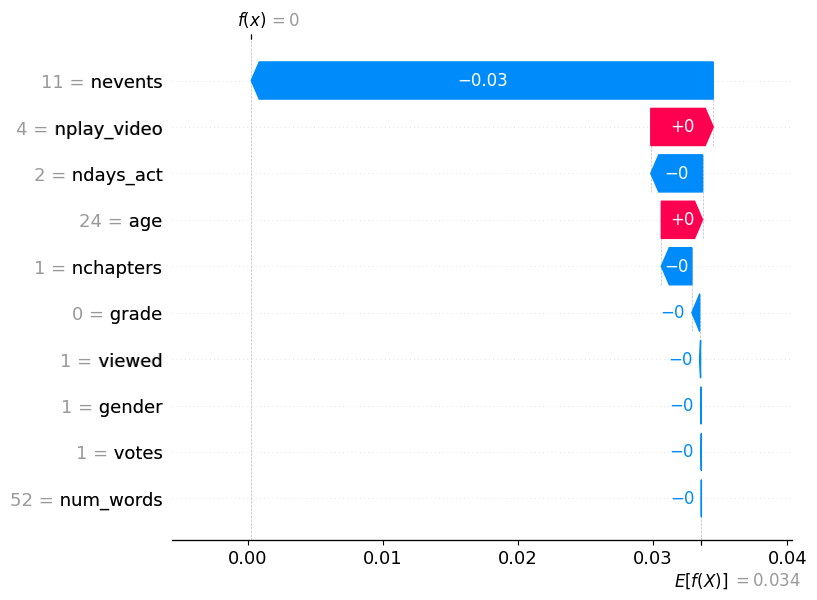 f(x) = 0
11 = nevents −0.03
4 = nplay_video +0
2 = ndays_act −0
24 = age +0
1 = nchapters −0
0 = grade −0
1 = viewed −0
1 = gender −0
1 = votes −0
52 = num_words −0
0.00 0.01 0.02 0.03 0.04
E[f(X)] = 0.034